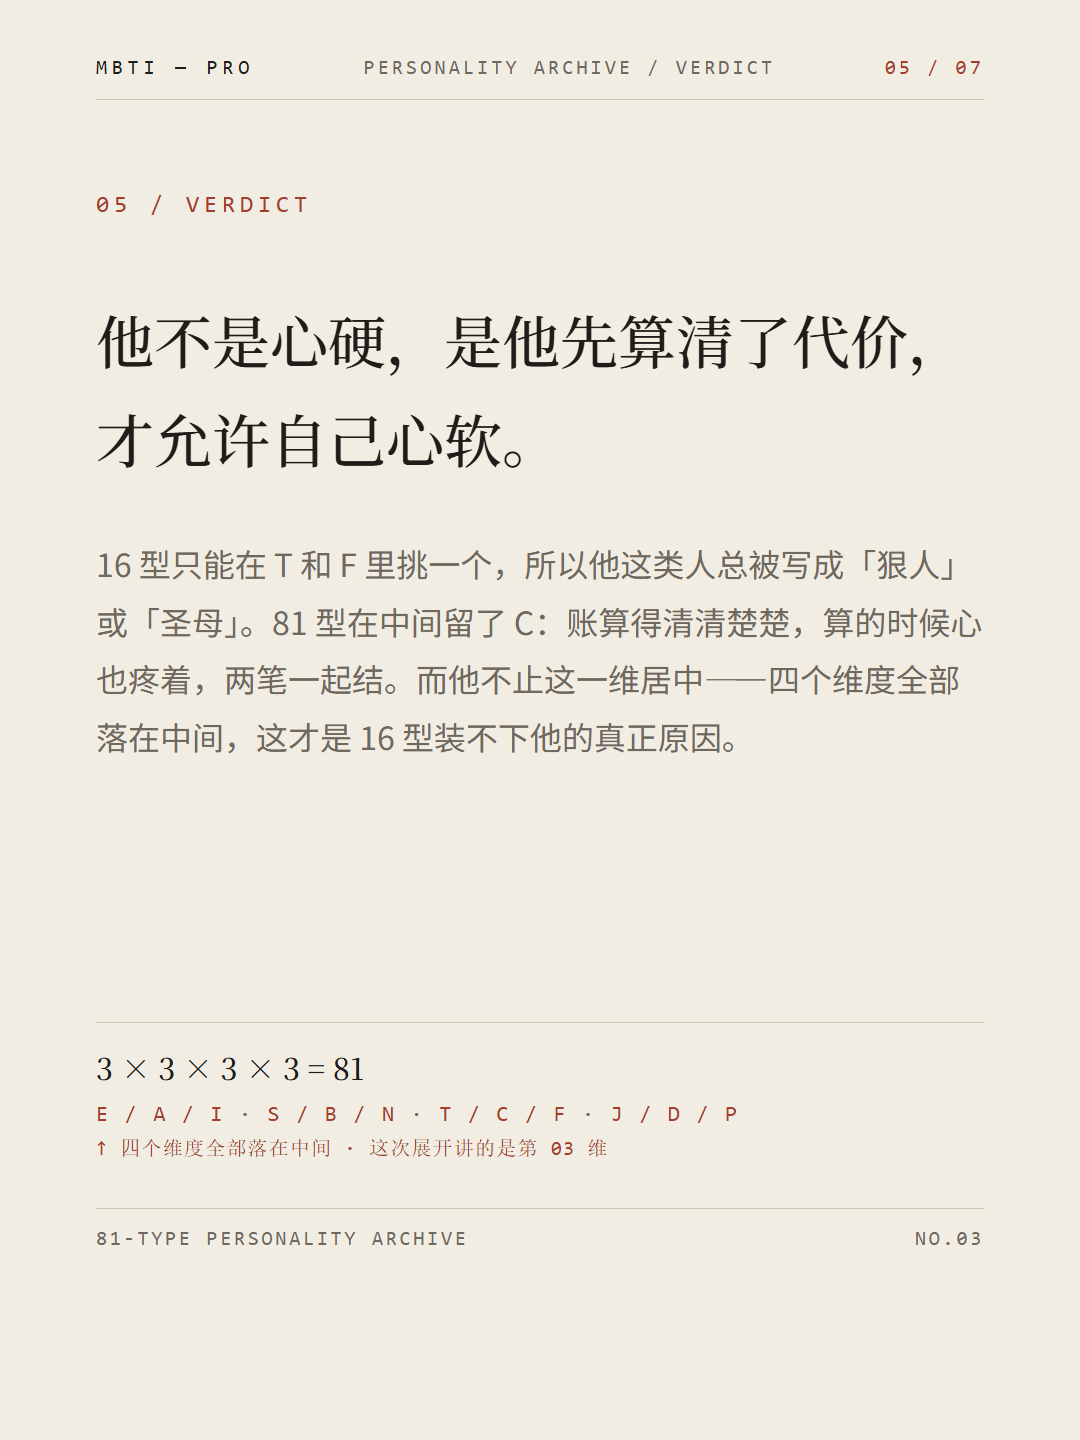 MBTI — PRO
PERSONALITY ARCHIVE / VERDICT
05 / 07
05 / VERDICT
他不是心硬，是他先算清了代价，
才允许自己心软。
16 型只能在 T 和 F 里挑一个，所以他这类人总被写成「狠人」
或「圣母」。81 型在中间留了 C：账算得清清楚楚，算的时候心
也疼着，两笔一起结。而他不止这一维居中——四个维度全部
落在中间，这才是 16 型装不下他的真正原因。
3 × 3 × 3 × 3 = 81
E / A / I · S / B / N · T / C / F · J / D / P
↑ 四个维度全部落在中间 · 这次展开讲的是第 03 维
81-TYPE PERSONALITY ARCHIVE
NO.03